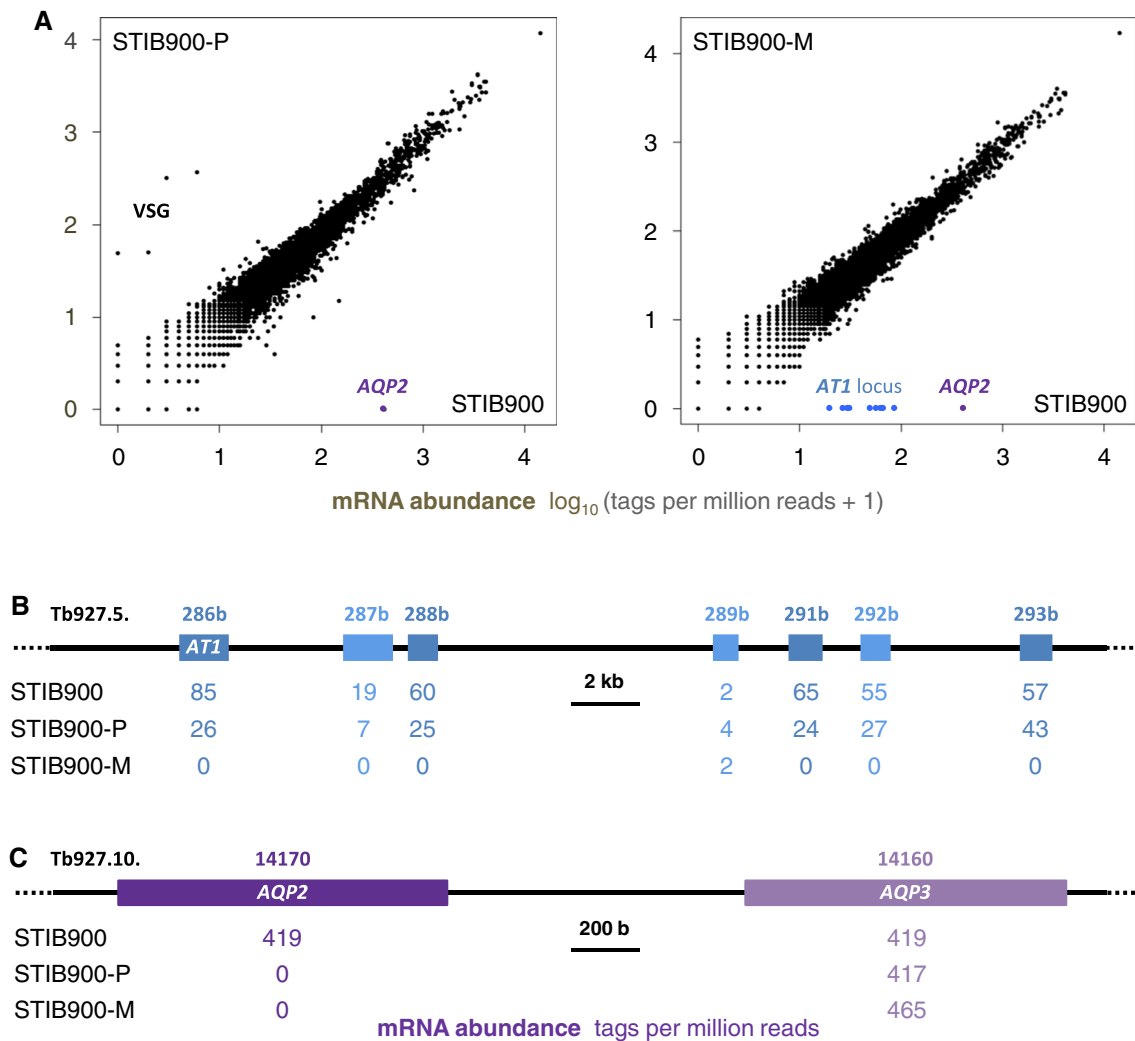 A
STIB900-P
4
3
2
1
0
VSG
AQP2
STIB900
0 1 2 3 4
STIB900-M
4
3
2
1
0
AT1 locus AQP2
STIB900
0 1 2 3 4
mRNA abundance log10 (tags per million reads + 1)
B Tb927.5. 286b 287b 288b 289b 291b 292b 293b
AT1
2 kb
STIB900 85 19 60 2 65 55 57
STIB900-P 26 7 25 4 24 27 43
STIB900-M 0 0 0 2 0 0 0
C Tb927.10. 14170 14160
AQP2 AQP3
200 b
STIB900 419 419
STIB900-P 0 417
STIB900-M 0 465
mRNA abundance tags per million reads